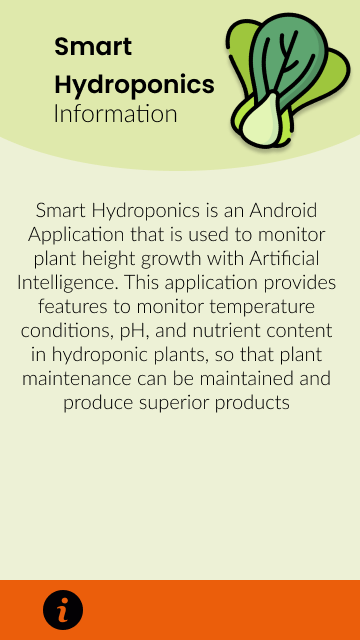 Smart
Hydroponics
Information
Smart Hydroponics is an Android
Application that is used to monitor
plant height growth with Artificial
Intelligence. This application provides
features to monitor temperature
conditions, pH, and nutrient content
in hydroponic plants, so that plant
maintenance can be maintained and
produce superior products
i